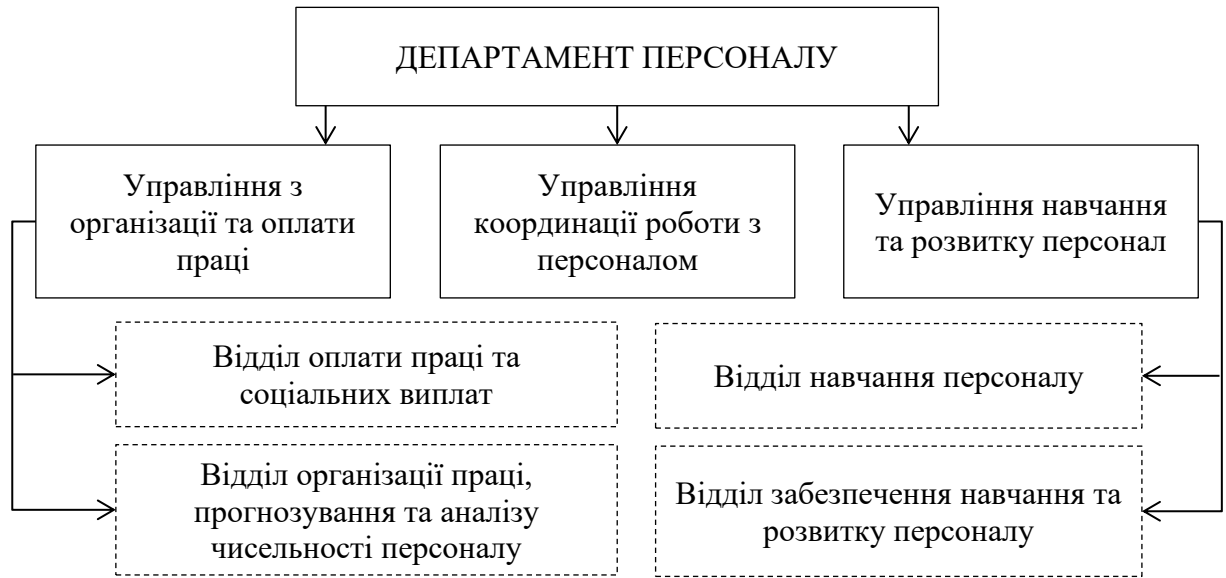 ДЕПАРТАМЕНТ ПЕРСОНАЛУ
Управління з
організації та оплати
праці
Управління
координації роботи з
персоналом
Управління навчання
та розвитку персонал
Відділ оплати праці та
соціальних виплат
Відділ навчання персоналу
Відділ організації праці,
прогнозування та аналізу
чисельності персоналу
Відділ забезпечення навчання та
розвитку персоналу